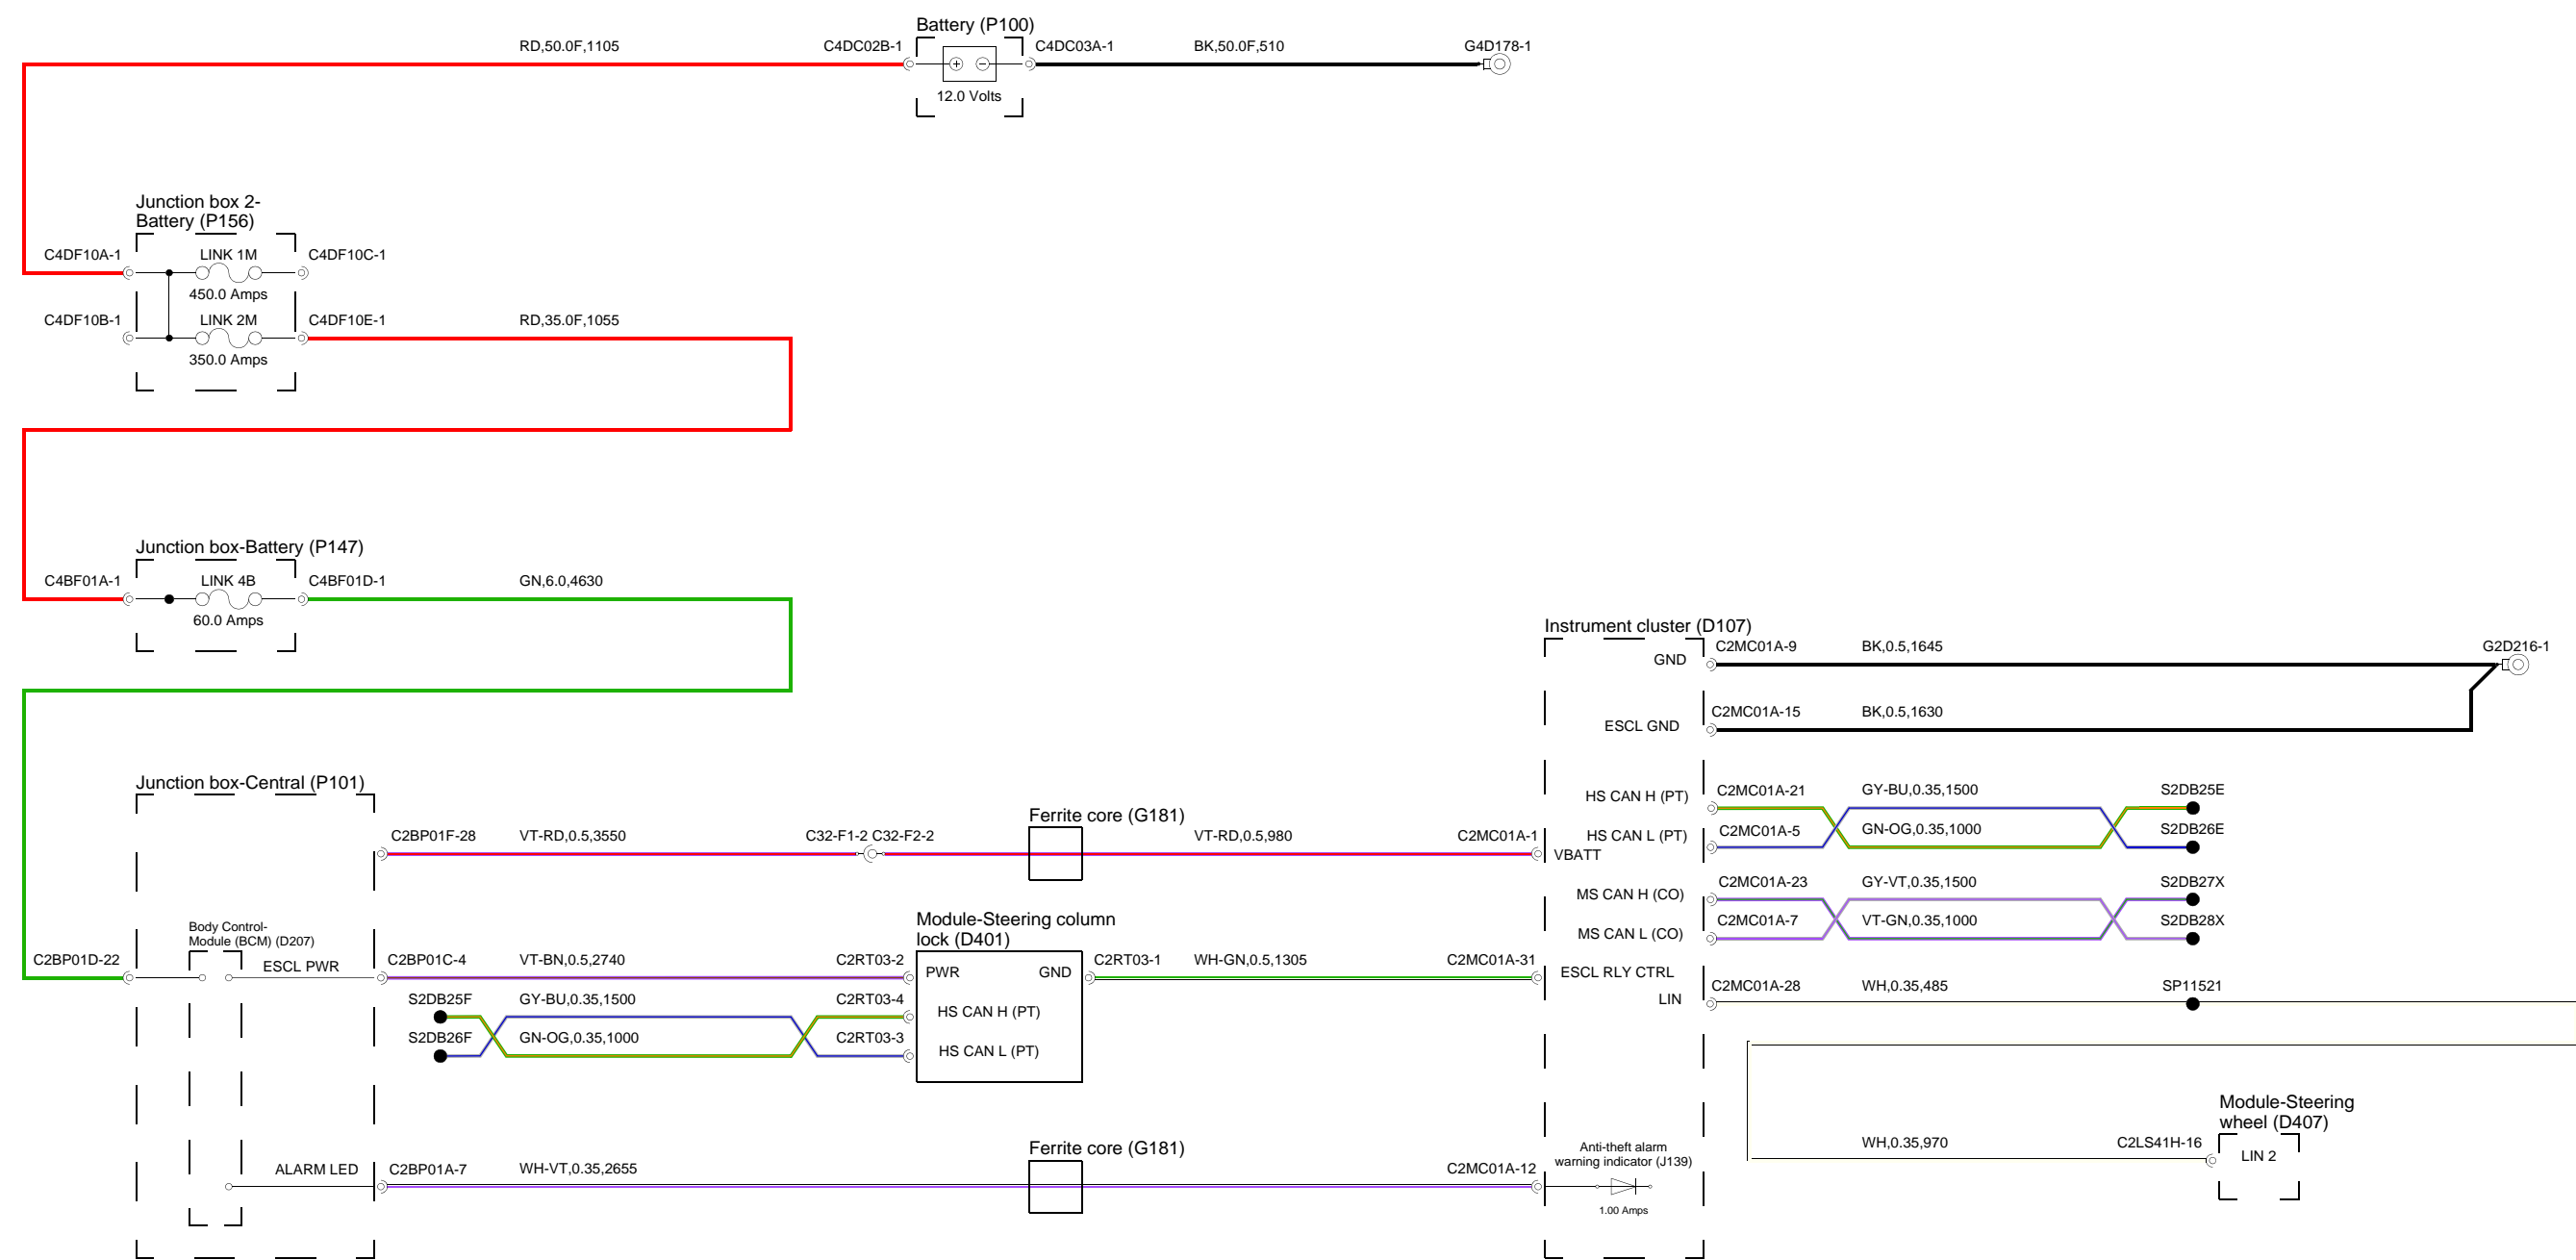 Battery (P100)
RD,50.0F,1105
C4DC02B-1
C4DC03A-1
BK,50.0F,510
G4D178-1
12.0 Volts
Junction box 2-
Battery (P156)
C4DF10A-1
LINK 1M
C4DF10C-1
450.0 Amps
C4DF10B-1
LINK 2M
C4DF10E-1
RD,35.0F,1055
350.0 Amps
Junction box-Battery (P147)
C4BF01A-1
LINK 4B
C4BF01D-1
GN,6.0,4630
60.0 Amps
Instrument cluster (D107)
GND
C2MC01A-9
BK,0.5,1645
G2D216-1
ESCL GND
C2MC01A-15
BK,0.5,1630
Junction box-Central (P101)
HS CAN H (PT)
C2MC01A-21
GY-BU,0.35,1500
S2DB25E
Ferrite core (G181)
C2BP01F-28
VT-RD,0.5,3550
C32-F1-2 C32-F2-2
VT-RD,0.5,980
C2MC01A-1
HS CAN L (PT)
C2MC01A-5
GN-OG,0.35,1000
S2DB26E
VBATT
MS CAN H (CO)
C2MC01A-23
GY-VT,0.35,1500
S2DB27X
MS CAN L (CO)
C2MC01A-7
VT-GN,0.35,1000
S2DB28X
Body Control-
Module (BCM) (D207)
Module-Steering column
lock (D401)
C2BP01D-22
ESCL PWR
C2BP01C-4
VT-BN,0.5,2740
C2RT03-2
PWR
GND
C2RT03-1
WH-GN,0.5,1305
C2MC01A-31
ESCL RLY CTRL
LIN
C2MC01A-28
WH,0.35,485
SP11521
S2DB25F
GY-BU,0.35,1500
C2RT03-4
HS CAN H (PT)
S2DB26F
GN-OG,0.35,1000
C2RT03-3
HS CAN L (PT)
Module-Steering
wheel (D407)
WH,0.35,970
C2LS41H-16
LIN 2
Ferrite core (G181)
Anti-theft alarm
warning indicator (J139)
ALARM LED
C2BP01A-7
WH-VT,0.35,2655
C2MC01A-12
1.00 Amps